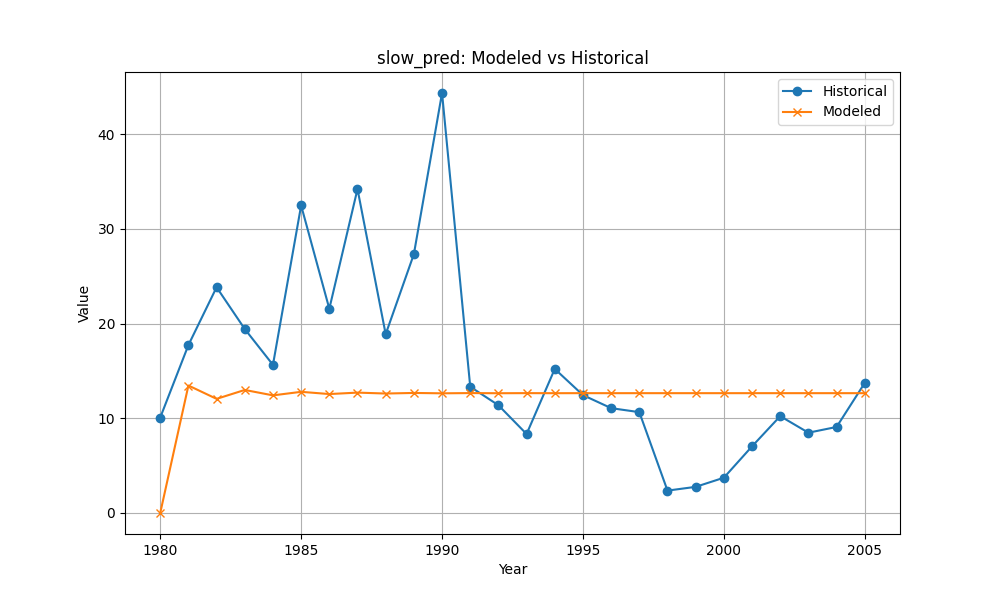 slow_pred: Modeled vs Historical
Historical
Modeled
Value
40
30
20
10
0
1980
1985
1990
1995
2000
2005
Year